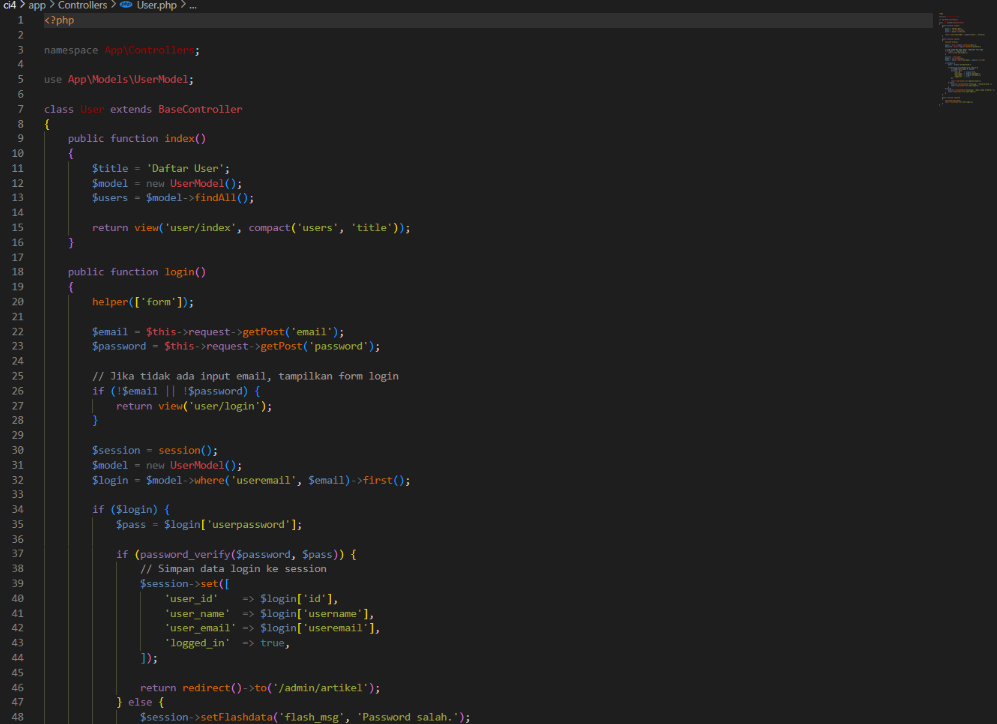 ci4 > app > Controllers > User.php > ...
1 <?php
2
3 namespace App\Controllers;
4
5 use App\Models\UserModel;
6
7 class User extends BaseController
8 {
9     public function index()
10     {
11         $title = 'Daftar User';
12         $model = new UserModel();
13         $users = $model->findAll();
14
15         return view('user/index', compact('users', 'title'));
16     }
17
18     public function login()
19     {
20         helper(['form']);
21
22         $email = $this->request->getPost('email');
23         $password = $this->request->getPost('password');
24
25         // Jika tidak ada input email, tampilkan form login
26         if (!$email || !$password) {
27             return view('user/login');
28         }
29
30         $session = session();
31         $model = new UserModel();
32         $login = $model->where('useremail', $email)->first();
33
34         if ($login) {
35             $pass = $login['userpassword'];
36
37             if (password_verify($password, $pass)) {
38                 // Simpan data login ke session
39                 $session->set([
40                     'user_id'    => $login['id'],
41                     'user_name'  => $login['username'],
42                     'user_email' => $login['useremail'],
43                     'logged_in'  => true,
44                 ]);
45
46                 return redirect()->to('/admin/artikel');
47             } else {
48                 $session->setFlashdata('flash_msg', 'Password salah.');